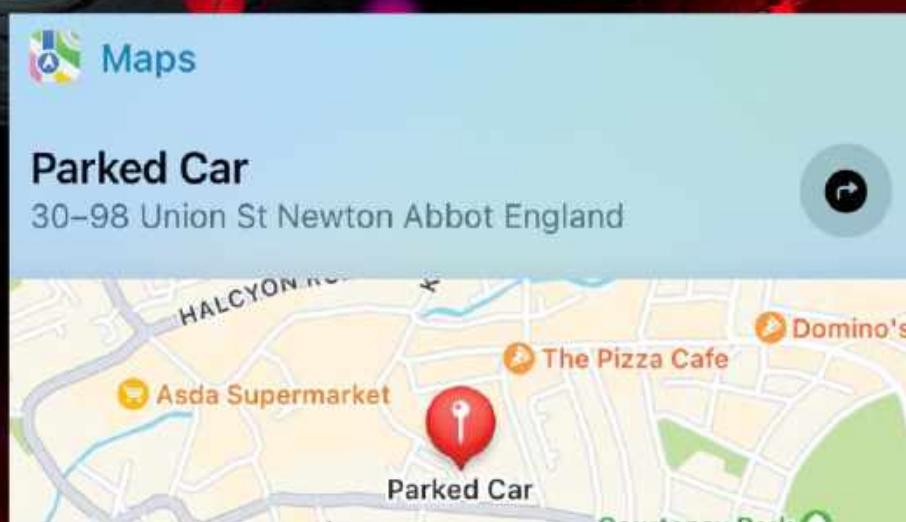 Maps
Parked Car
30–98 Union St Newton Abbot England
HALCYON
K
Domino's
The Pizza Cafe
Asda Supermarket
Parked Car